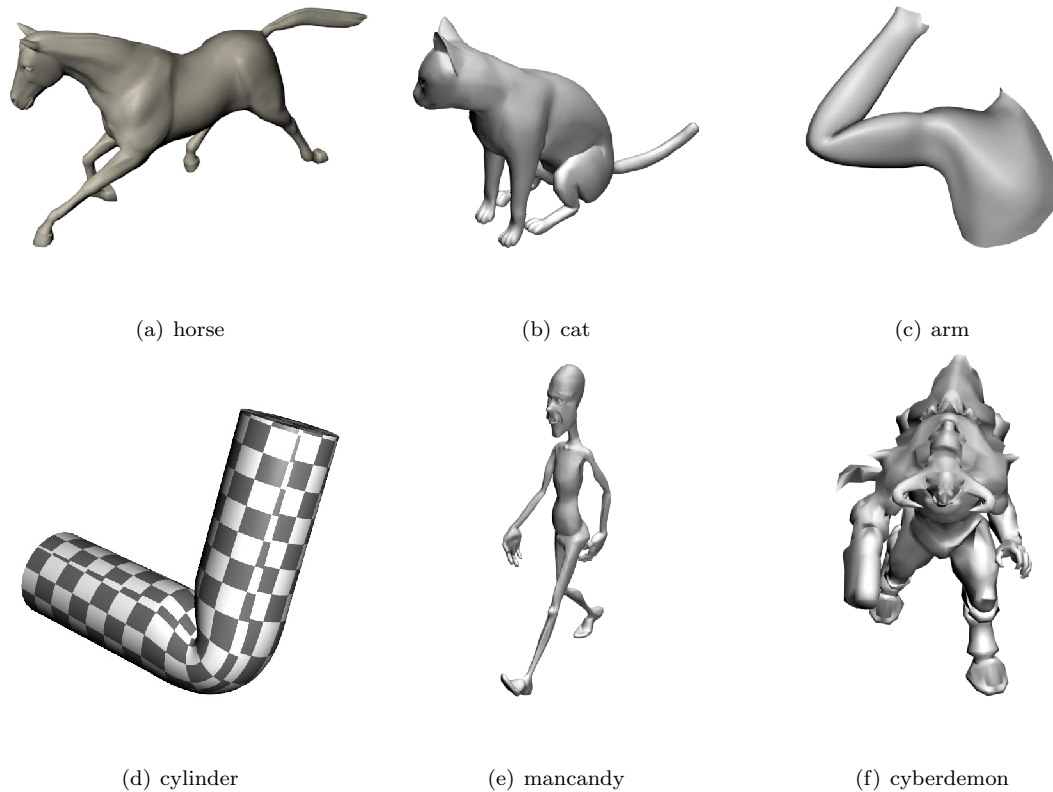 (a) horse
(b) cat
(c) arm
(d) cylinder
(e) mancandy
(f) cyberdemon